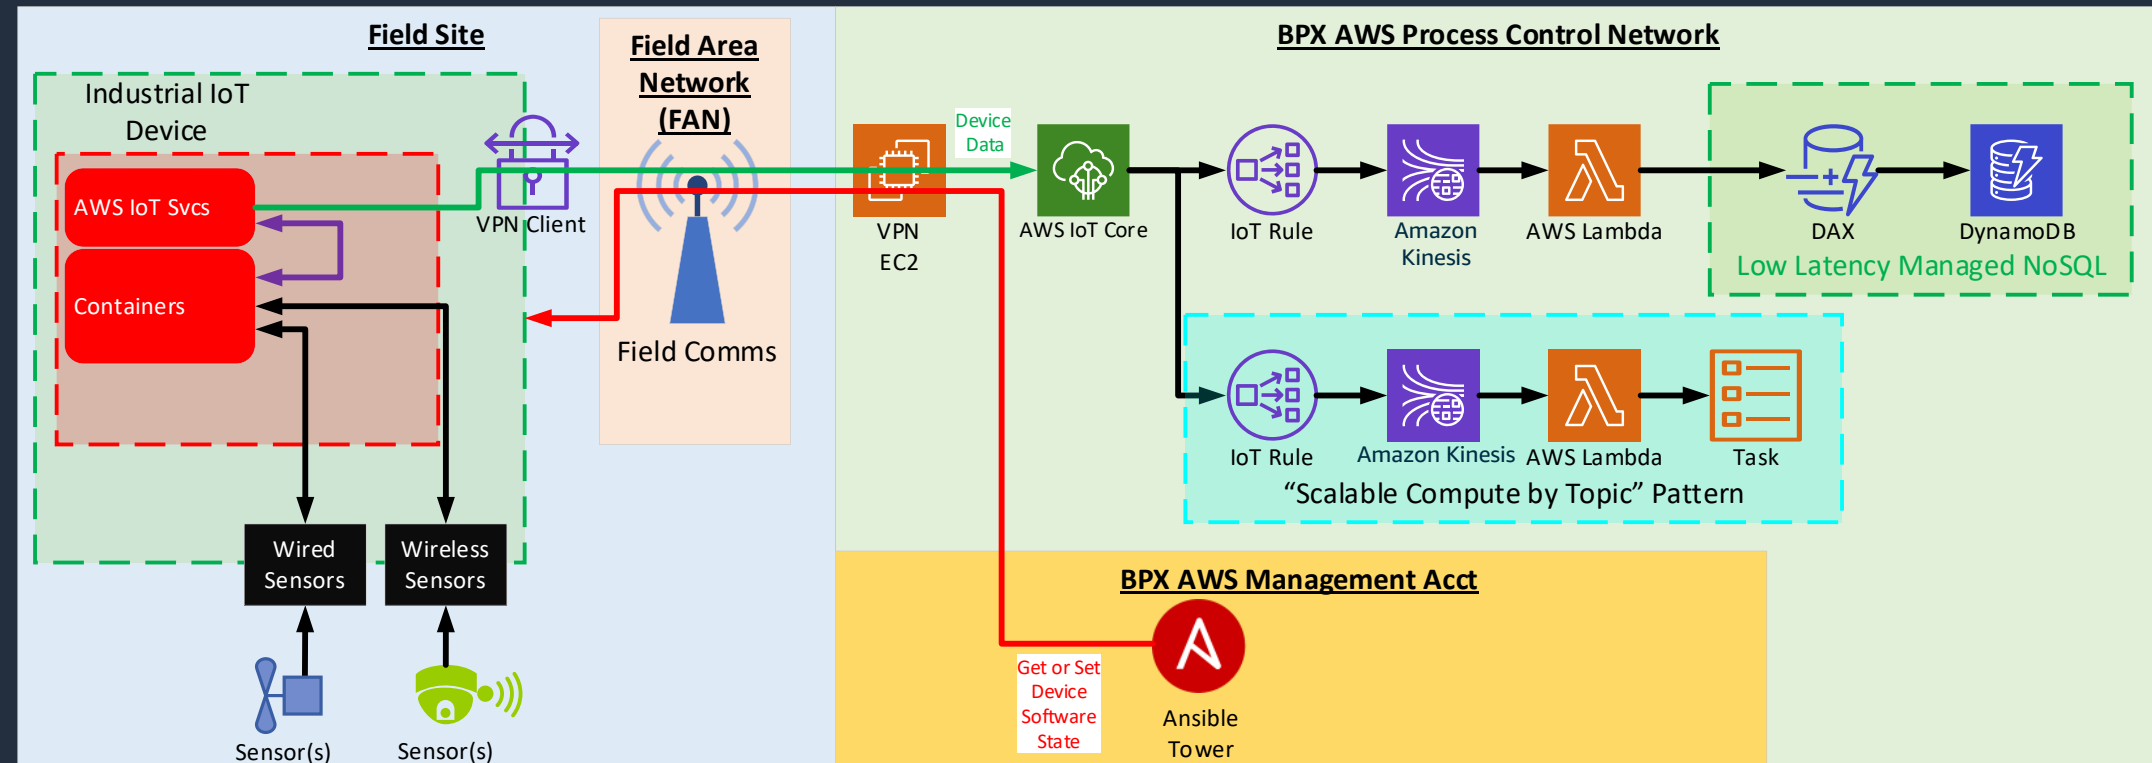 Field Site
Field Area
Network
(FAN)
BPX AWS Process Control Network
Industrial IoT
Device
AWS IoT Svcs
Containers
VPN Client
Field Comms
Wired
Sensors
Wireless
Sensors
Sensor(s)
Sensor(s)
VPN
EC2
Device
Data
AWS IoT Core
IoT Rule
Amazon
Kinesis
AWS Lambda
DAX
DynamoDB
Low Latency Managed NoSQL
IoT Rule
Amazon Kinesis
AWS Lambda
Task
“Scalable Compute by Topic” Pattern
BPX AWS Management Acct
Get or Set
Device
Software
State
Ansible
Tower